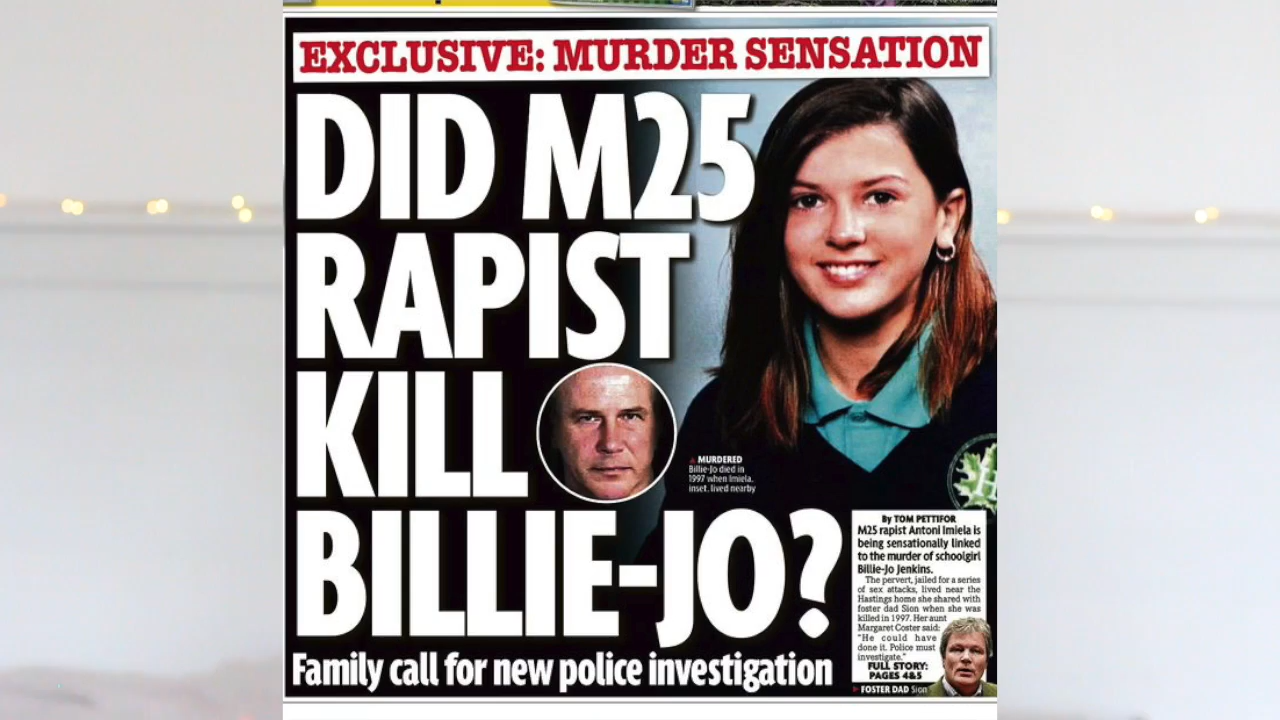 EXCLUSIVE: MURDER SENSATION
DID M25
RAPIST
KILL
BILLIE-JO?
Family call for new police investigation
MURDERED
Billie-Jo died in
1997 when Imiela,
inset, lived nearby
By TOM PETTIFOR
M25 rapist Antoni Imiela is
being sensationally linked
to the murder of schoolgirl
Billie-Jo Jenkins.
The pervert, jailed for a series
of sex attacks, lived near the
Hastings home she shared with
foster dad Sion when she was
killed in 1997. Her aunt
Margaret Coster said:
"He could have
done it. Police must
investigate."
FULL STORY:
PAGES 4&5
FOSTER DAD Sion
H